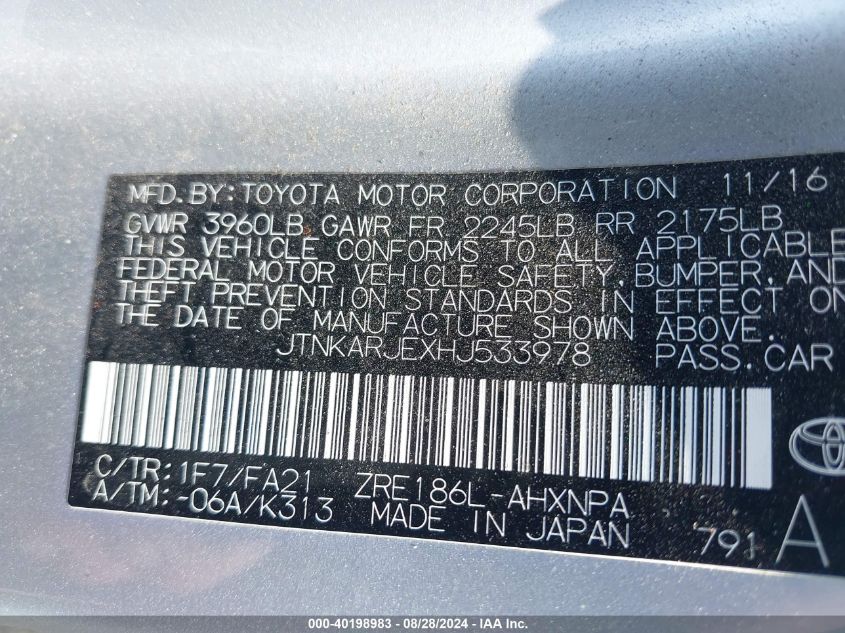 MFD.BY:TOYOTA MOTOR CORPORATION 11/16
GVWR 3960LB GAWR FR 2245LB RR 2175LB
THIS VEHICLE CONFORMS TO ALL APPLICABLE
FEDERAL MOTOR VEHICLE SAFETY,BUMPER,AND
THEFT PREVENTION STANDARDS IN EFFECT ON
THE DATE OF MANUFACTURE SHOWN ABOVE.
JTNKARJEXHJ533978 PASS.CAR
C/TR:1F7/FA21 ZRE186L-AHXNPA
A/TM:-06A/K313 MADE IN JAPAN 791 A
000-40198983 / 08/28/2024 - IAA Inc.